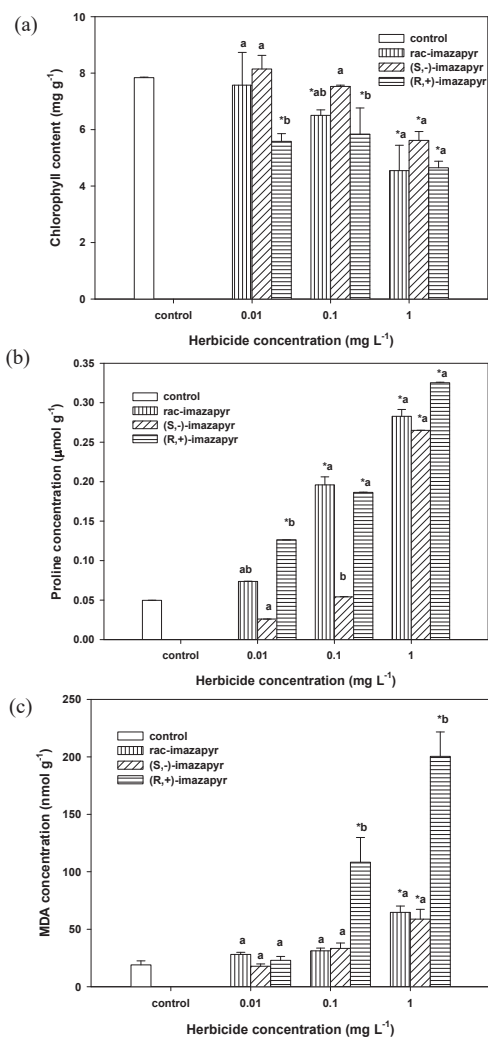 (a)
10
8
6
4
2
0
Chlorophyll content (mg g⁻¹)
control
rac-imazapyr
(S,-)-imazapyr
(R,+)-imazapyr
a
a
*b
*ab
a
*b
*a
*a
*a
control
0.01
0.1
1
Herbicide concentration (mg L⁻¹)
(b)
0.35
0.30
0.25
0.20
0.15
0.10
0.05
0.00
Proline concentration (μmol g⁻¹)
control
rac-imazapyr
(S,-)-imazapyr
(R,+)-imazapyr
ab
a
*b
*a
b
*a
*a
*a
*a
control
0.01
0.1
1
Herbicide concentration (mg L⁻¹)
(c)
250
200
150
100
50
0
MDA concentration (nmol g⁻¹)
control
rac-imazapyr
(S,-)-imazapyr
(R,+)-imazapyr
a
a
a
a
a
*b
*a
*a
*b
control
0.01
0.1
1
Herbicide concentration (mg L⁻¹)